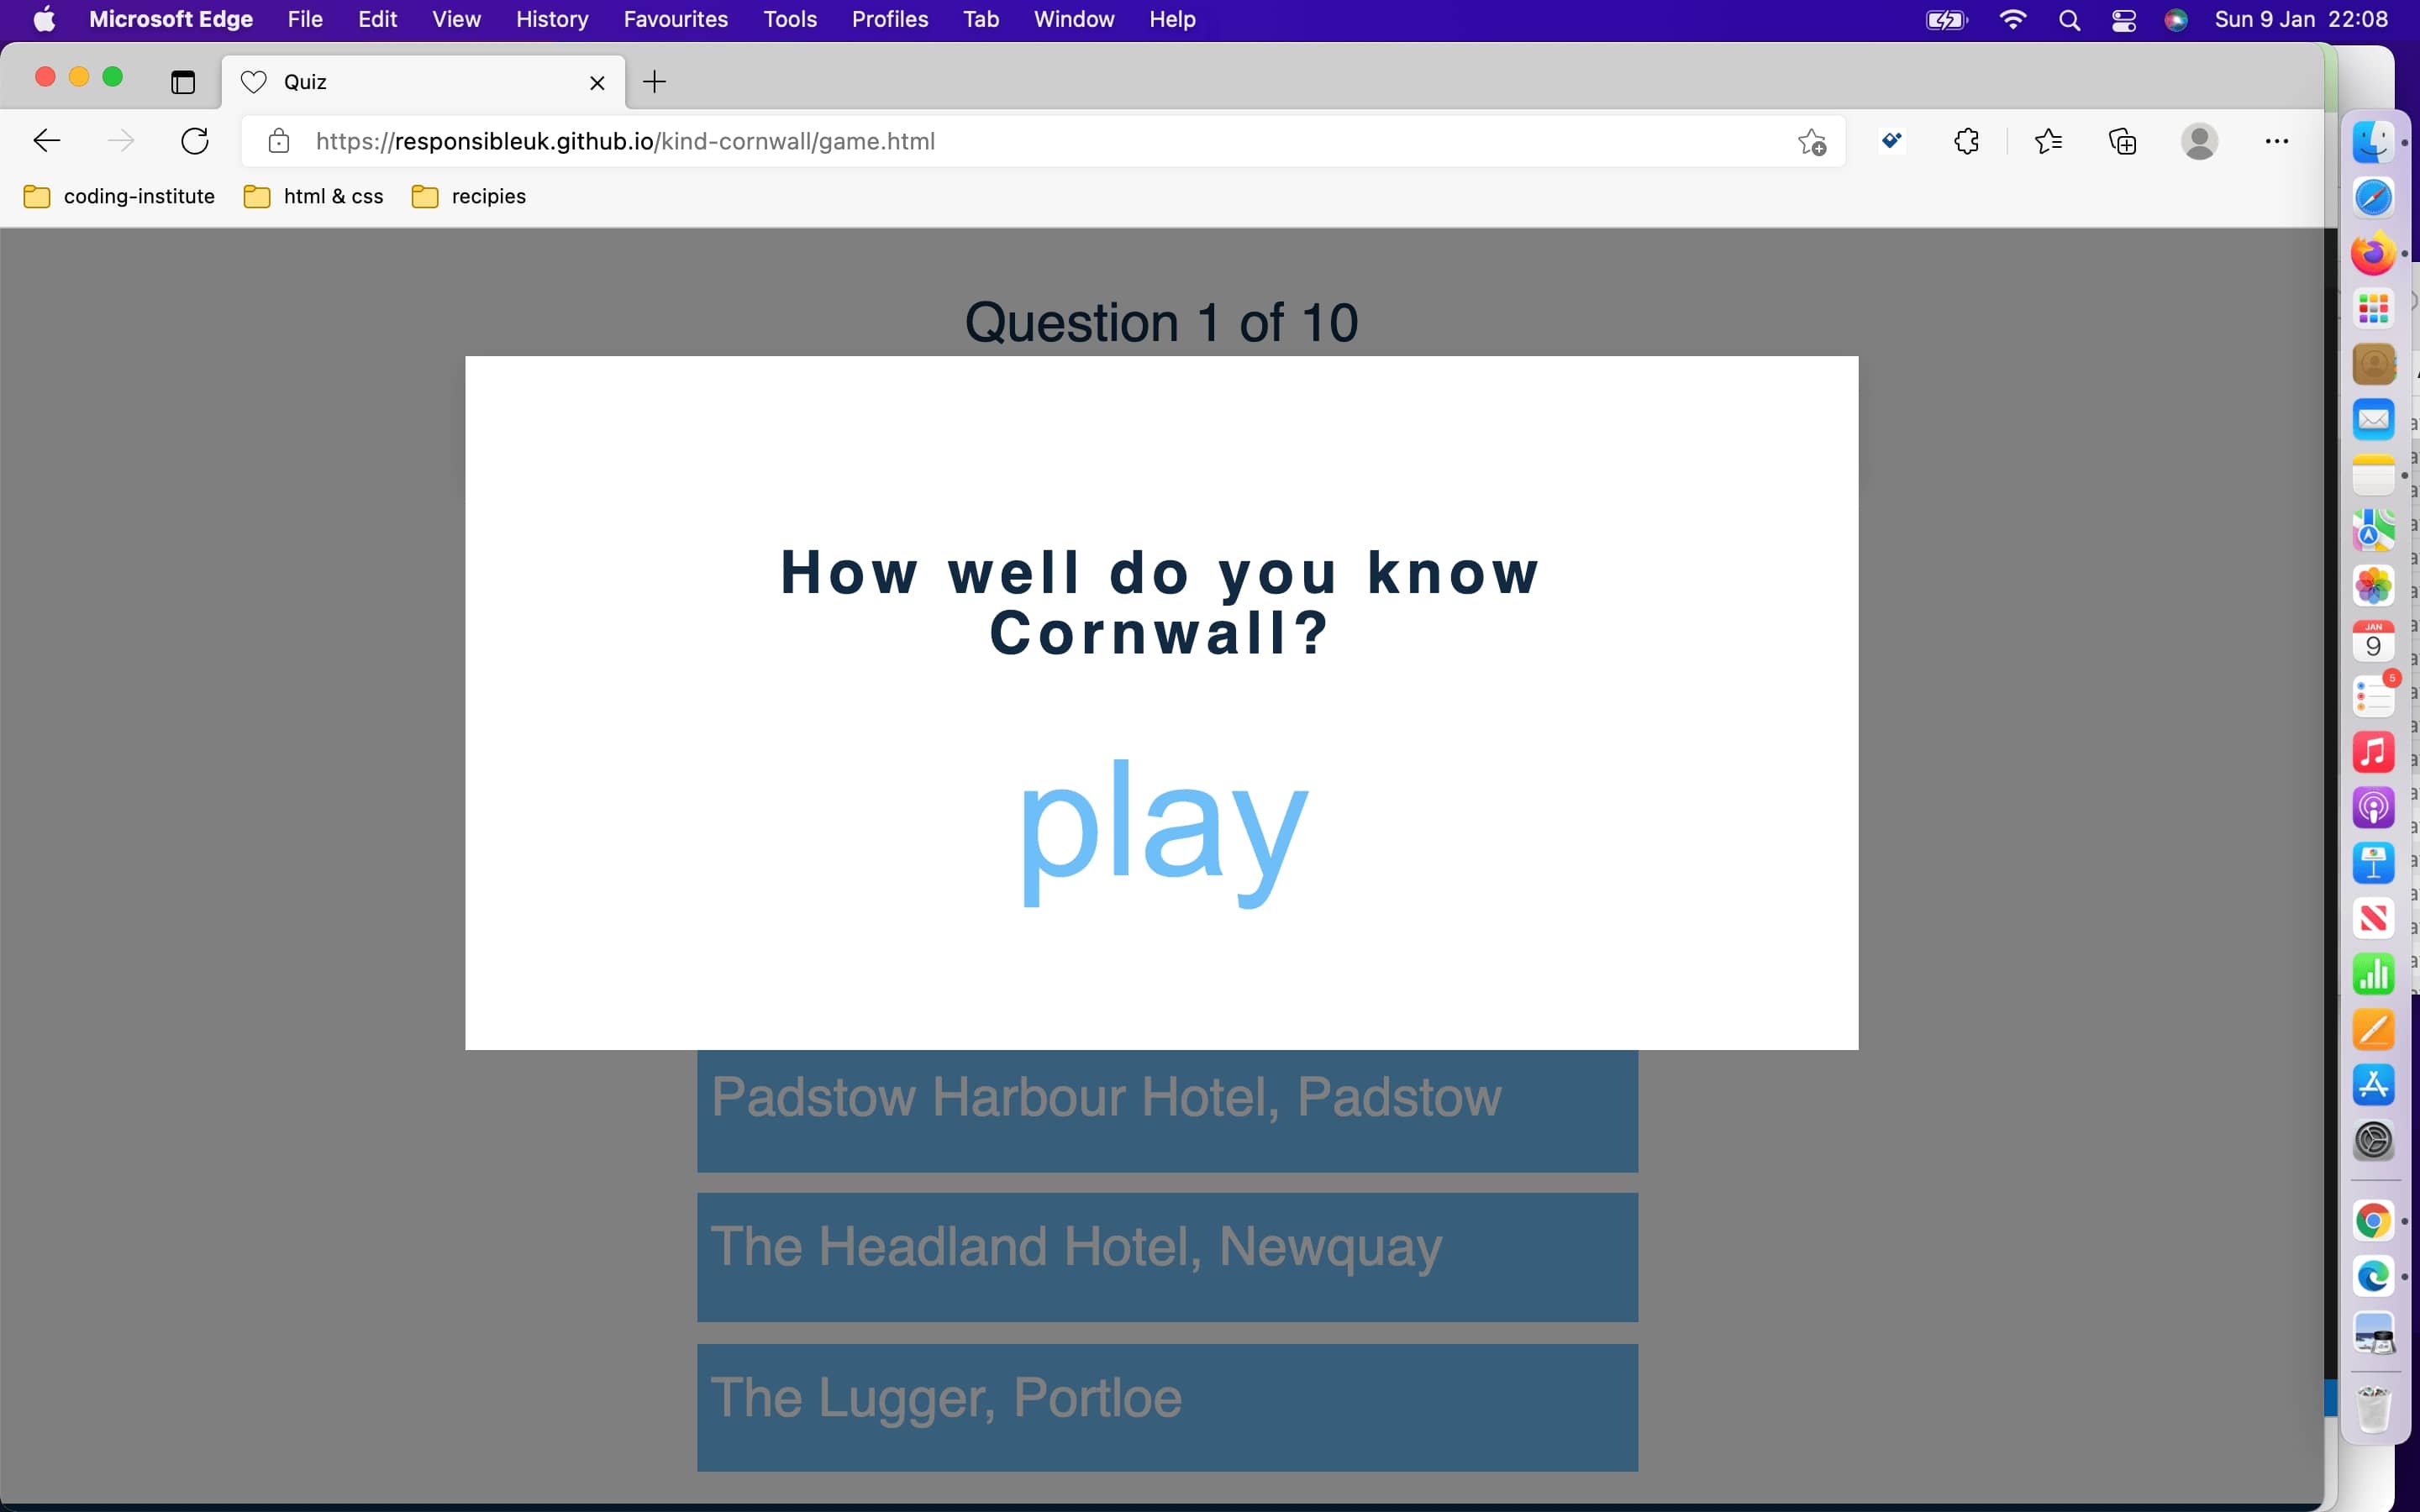 Microsoft Edge File Edit View History Favourites Tools Profiles Tab Window Help Sun 9 Jan 22:08
Quiz
https://responsibleuk.github.io/kind-cornwall/game.html
coding-institute html & css recipies
Question 1 of 10
How well do you know
Cornwall?
play
Padstow Harbour Hotel, Padstow
The Headland Hotel, Newquay
The Lugger, Portloe
JAN
9
5